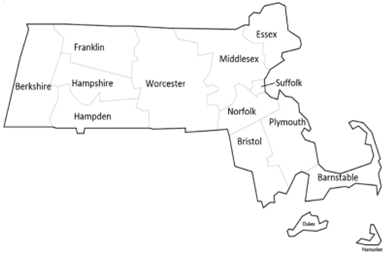 Essex
Franklin
Middlesex
Berkshire
Hampshire
Worcester
Suffolk
Hampden
Norfolk
Plymouth
Bristol
Barnstable
Dukes
Nantucket